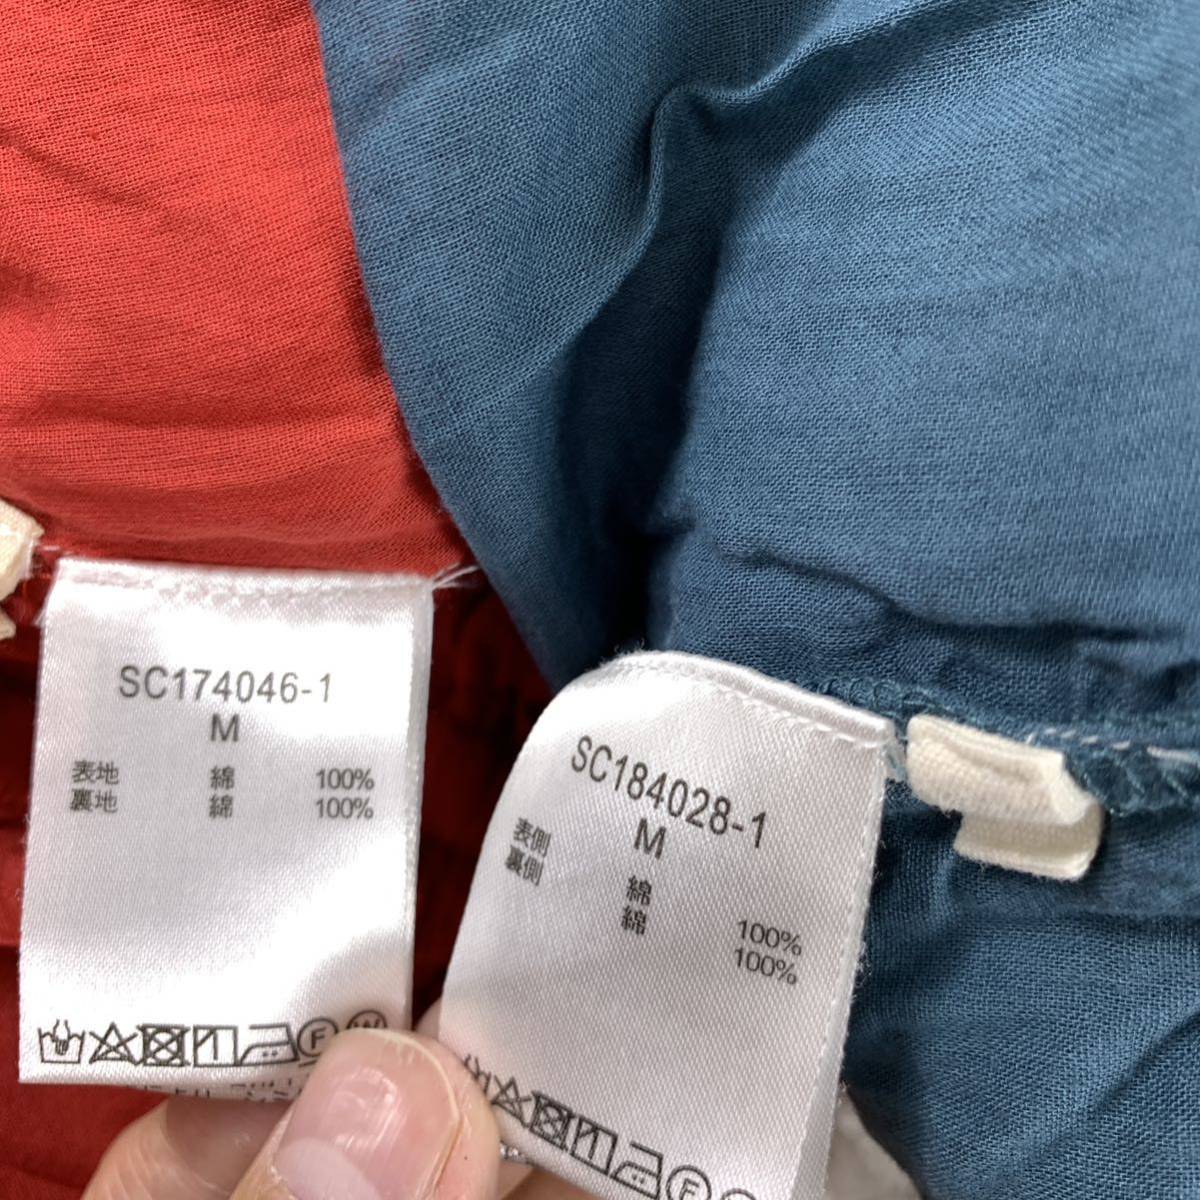 SC174046-1
M
表地 綿 100%
裏地 綿 100%
F W
SC184028-1
M
表側 綿 100%
裏側 綿 100%